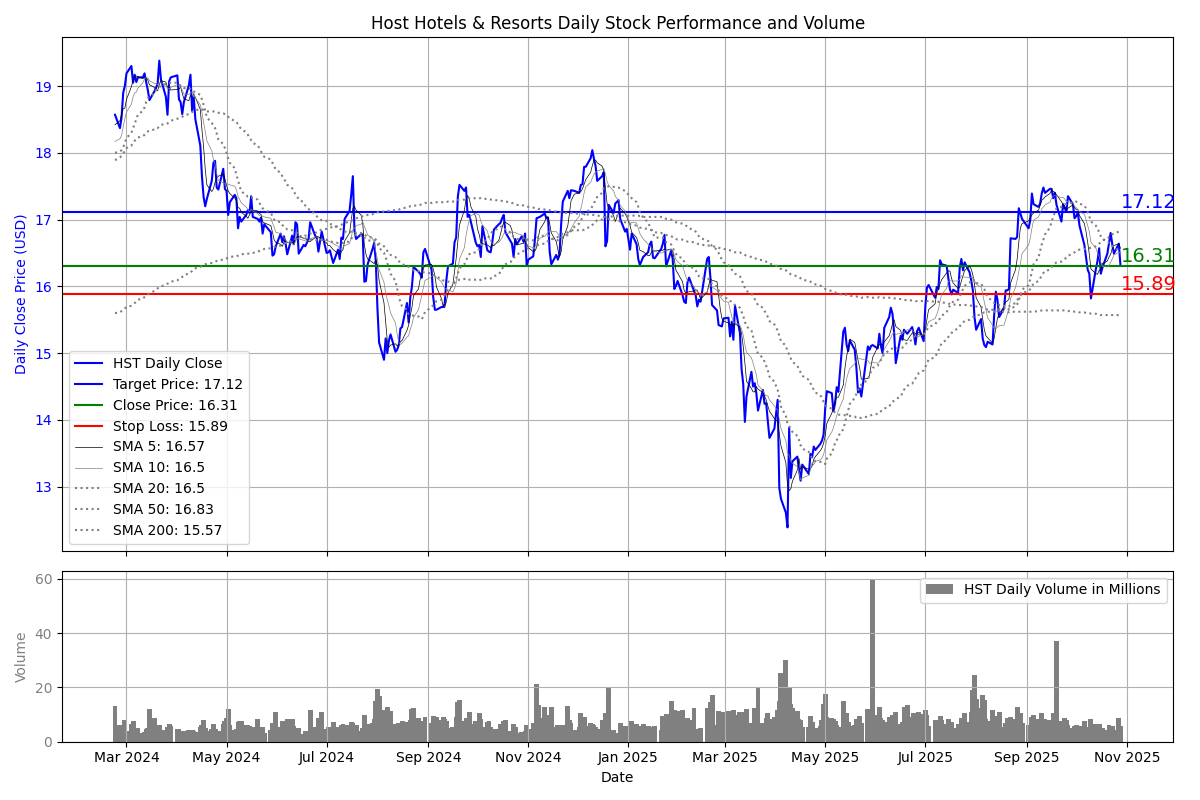 Host Hotels & Resorts Daily Stock Performance and Volume
Daily Close Price (USD)
19
18
17
16
15
14
13
17.12
16.31
15.89
HST Daily Close
Target Price: 17.12
Close Price: 16.31
Stop Loss: 15.89
SMA 5: 16.57
SMA 10: 16.5
SMA 20: 16.5
SMA 50: 16.83
SMA 200: 15.57
Volume
60
40
20
0
HST Daily Volume in Millions
Mar 2024 May 2024 Jul 2024 Sep 2024 Nov 2024 Jan 2025 Mar 2025 May 2025 Jul 2025 Sep 2025 Nov 2025
Date